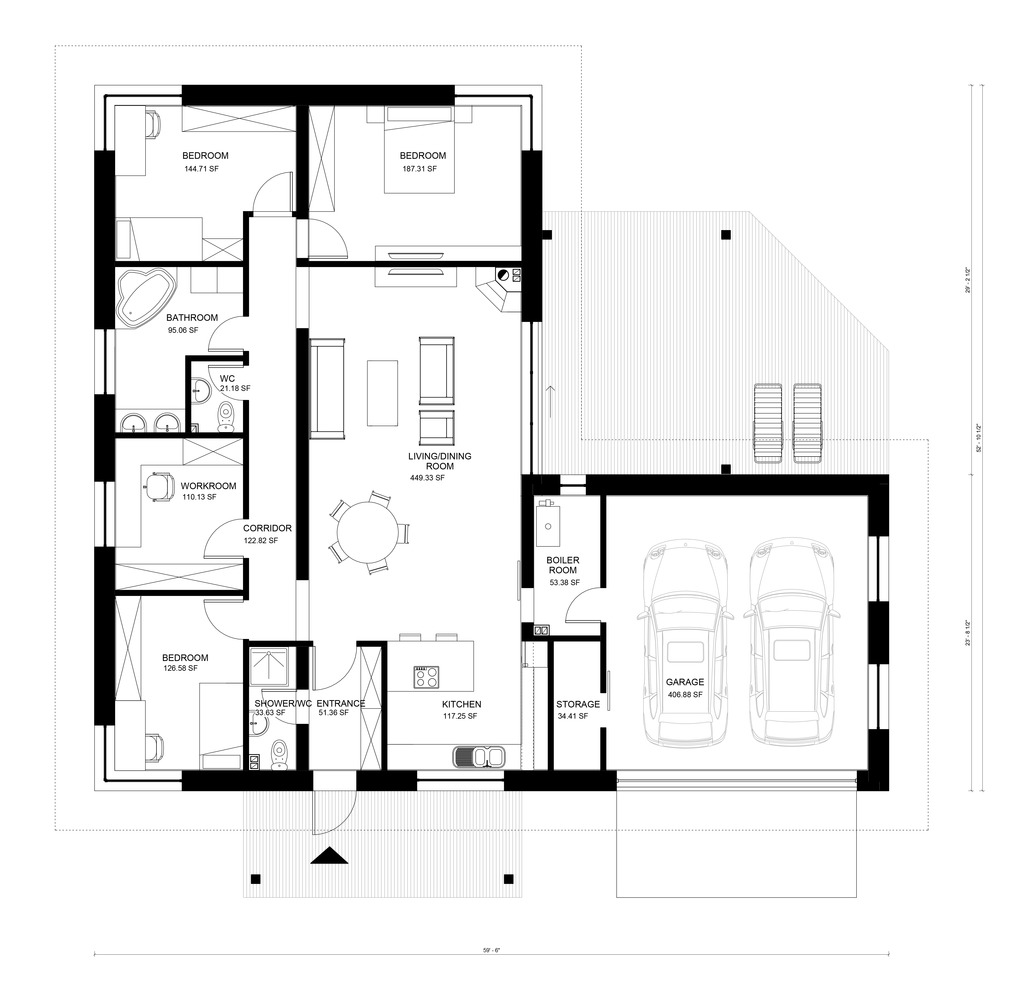 BEDROOM
144.71 SF
BEDROOM
187.31 SF
29' - 2 1/2"
BATHROOM
95.06 SF
WC
21.18 SF
52' - 10 1/2"
LIVING/DINING
ROOM
449.33 SF
WORKROOM
110.13 SF
CORRIDOR
122.82 SF
BOILER
ROOM
53.38 SF
23' - 8 1/2"
BEDROOM
126.58 SF
GARAGE
406.88 SF
SHOWER/WC
33.63 SF
ENTRANCE
51.36 SF
KITCHEN
117.25 SF
STORAGE
34.41 SF
59' - 6"